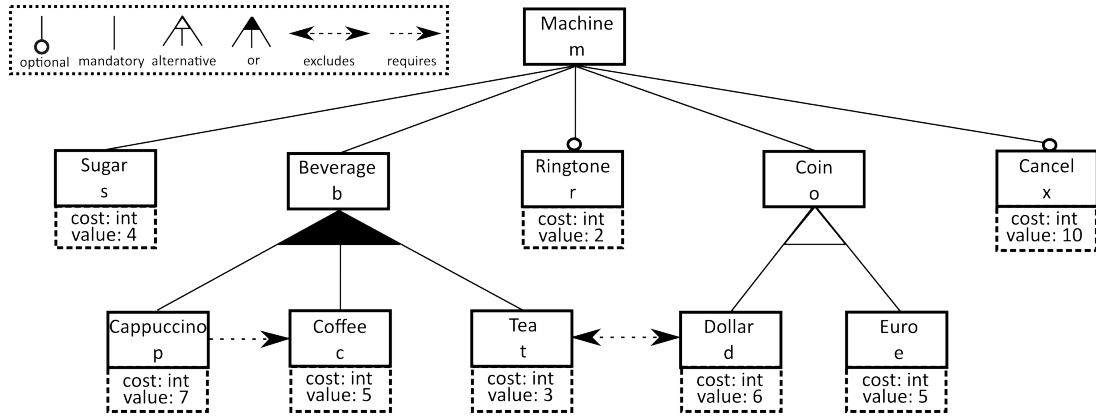 optional mandatory alternative or excludes requires
Machine
m
Sugar
s
cost: int
value: 4
Beverage
b
Ringtone
r
cost: int
value: 2
Coin
o
Cancel
x
cost: int
value: 10
Cappuccino
p
cost: int
value: 7
Coffee
c
cost: int
value: 5
Tea
t
cost: int
value: 3
Dollar
d
cost: int
value: 6
Euro
e
cost: int
value: 5